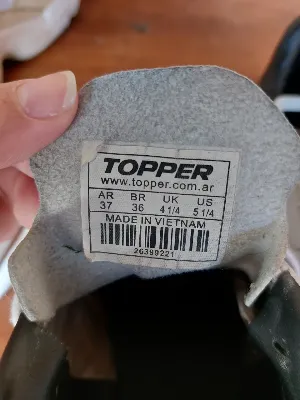 TOPPER
www.topper.com.ar
AR BR UK US
37 36 4 1/4 5 1/4
MADE IN VIETNAM
26399221